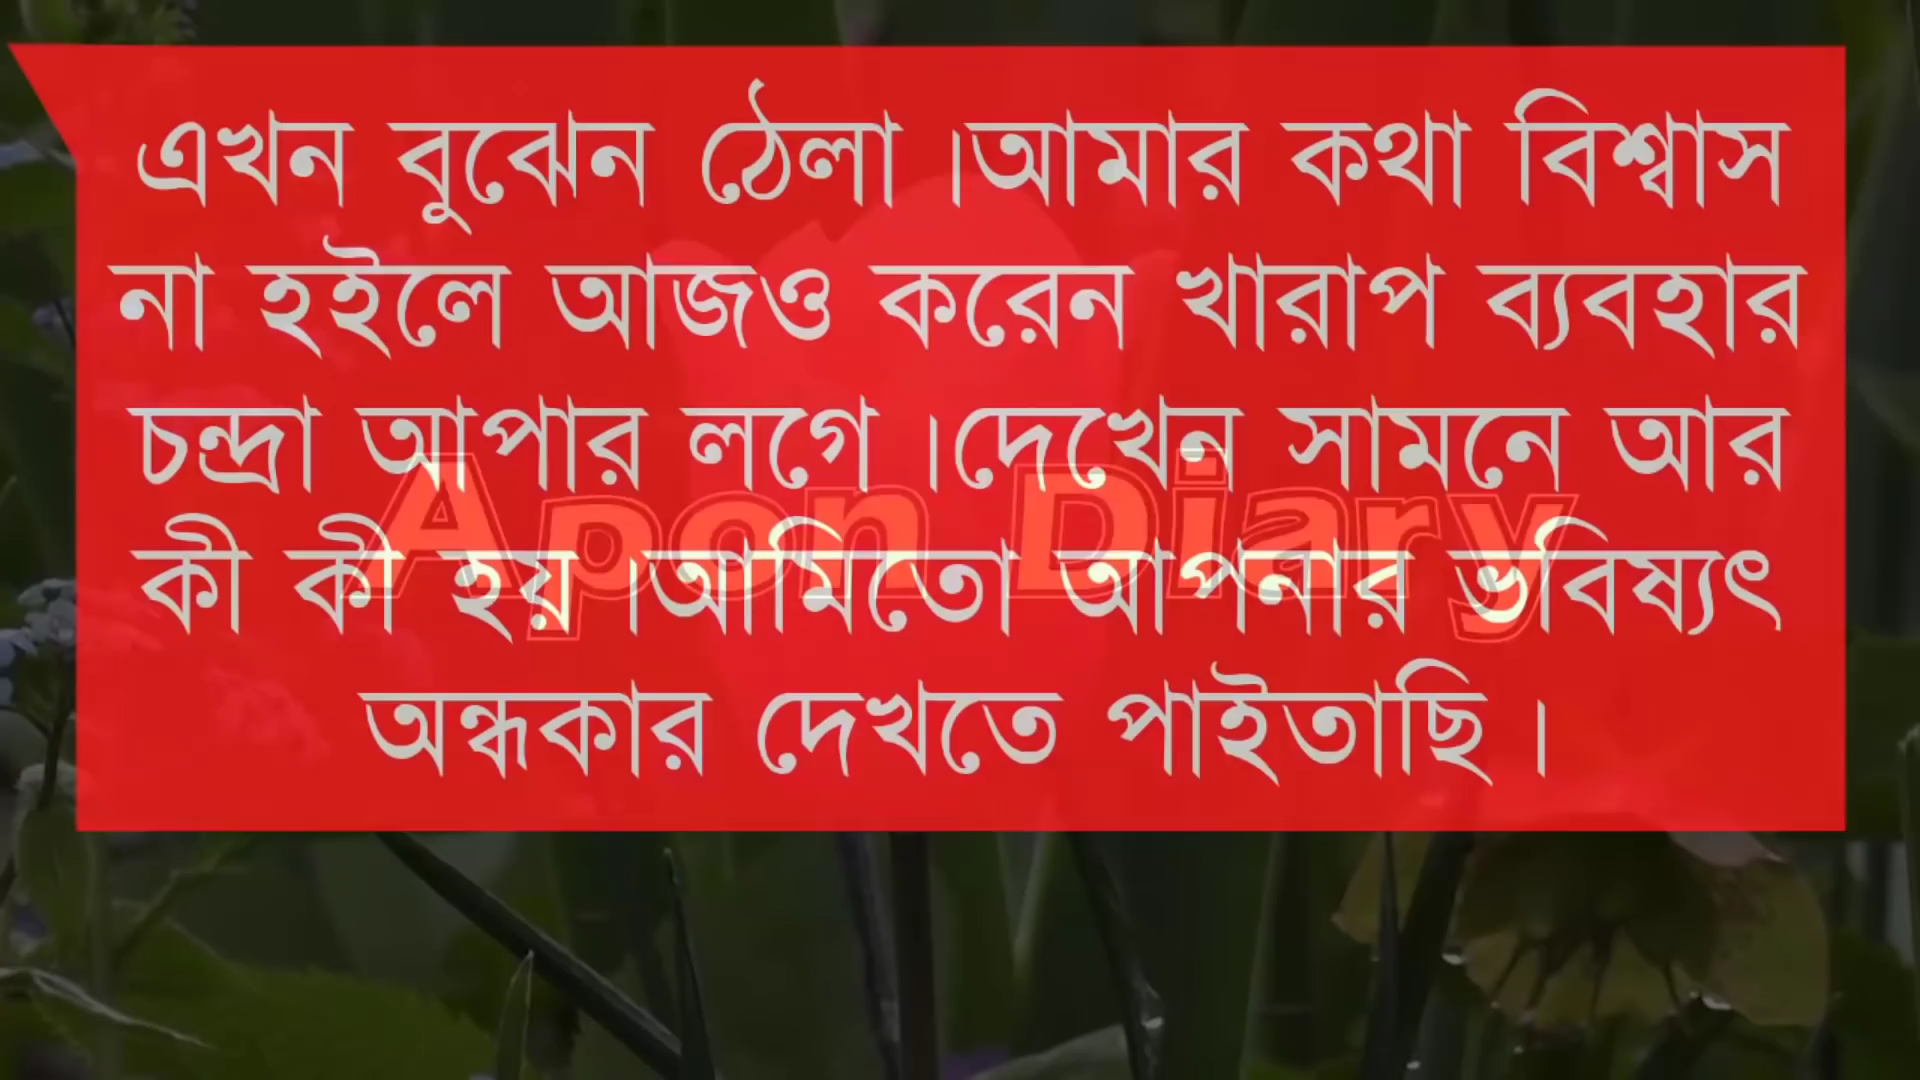 এখন বুঝেন ঠেলা ।আমার কথা বিশ্বাস
না হইলে আজও করেন খারাপ ব্যবহার
চন্দ্রা আপার লগে ।দেখেন সামনে আর
কী কী হয় ।আমিতো আপনার ভবিষ্যৎ
অন্ধকার দেখতে পাইতাছি ।
Apon Diary